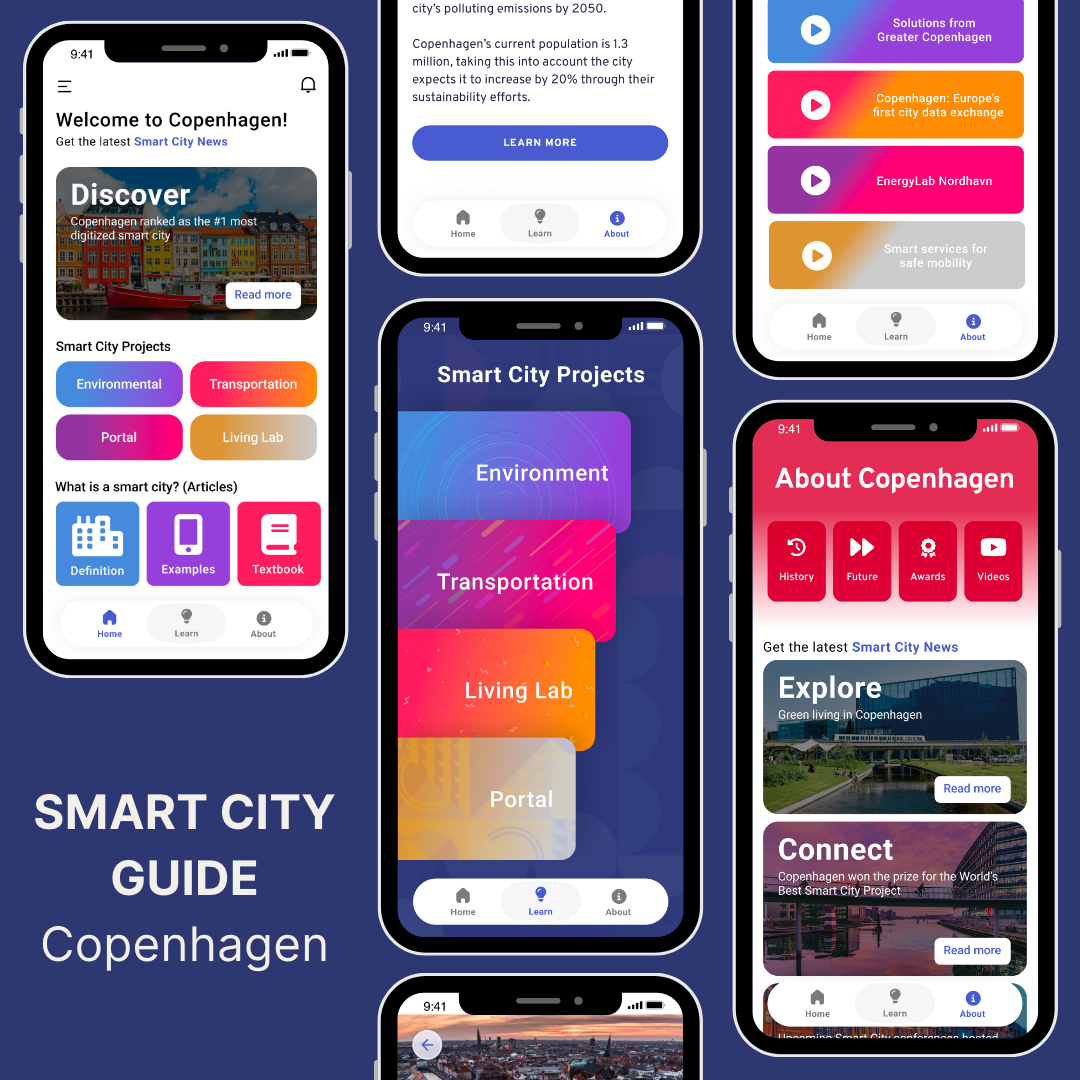 9:41
Welcome to Copenhagen!
Get the latest Smart City News
Discover
Copenhagen ranked as the #1 most
digitized smart city
Read more
Smart City Projects
Environmental
Transportation
Portal
Living Lab
What is a smart city? (Articles)
Definition
Examples
Textbook
Home
Learn
About
SMART CITY
GUIDE
Copenhagen
city's polluting emissions by 2050.
Copenhagen's current population is 1.3
million, taking this into account the city
expects it to increase by 20% through their
sustainability efforts.
LEARN MORE
Home
Learn
About
9:41
Smart City Projects
Environment
Transportation
Living Lab
Portal
Home
Learn
About
9:41
Solutions from
Greater Copenhagen
Copenhagen: Europe's
first city data exchange
EnergyLab Nordhavn
Smart services for
safe mobility
Home
Learn
About
9:41
About Copenhagen
History
Future
Awards
Videos
Get the latest Smart City News
Explore
Green living in Copenhagen
Read more
Connect
Copenhagen won the prize for the World's
Best Smart City Project
Read more
Home
Learn
About
Upcoming Smart City conferences hosted